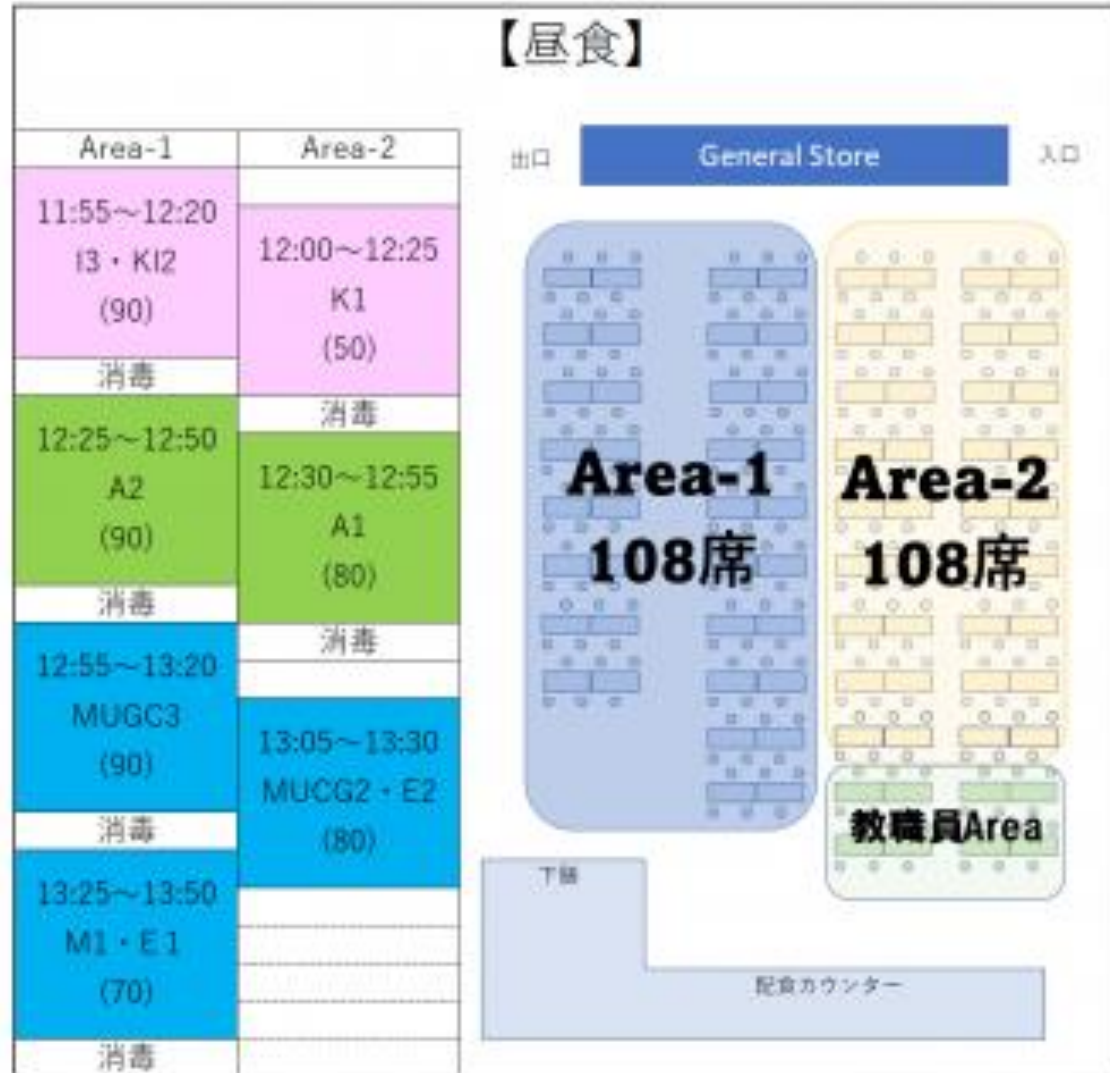 【昼食】
Area-1
11:55～12:20
I3・KI2
(90)
消毒
12:25～12:50
A2
(90)
消毒
12:55～13:20
MUGC3
(90)
消毒
13:25～13:50
M1・E1
(70)
消毒
Area-2
12:00～12:25
K1
(50)
消毒
12:30～12:55
A1
(80)
消毒
13:05～13:30
MUCG2・E2
(80)
出口
General Store
入口
Area-1
108席
Area-2
108席
教職員Area
下膳
配食カウンター